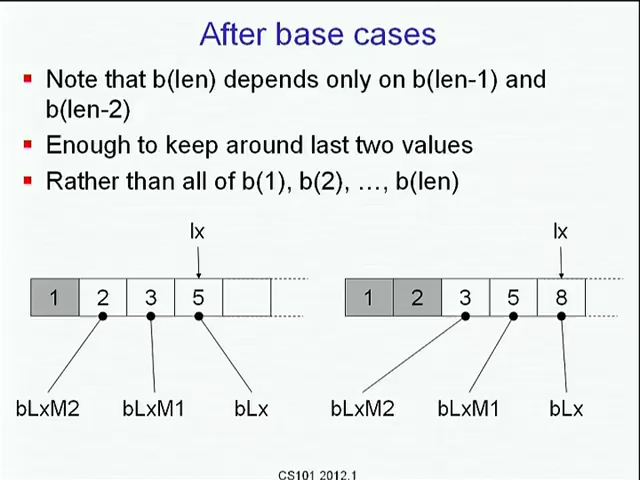 After base cases
Note that b(len) depends only on b(len-1) and
b(len-2)
Enough to keep around last two values
Rather than all of b(1), b(2), …, b(len)
lx
1 2 3 5
bLxM2 bLxM1 bLx
lx
1 2 3 5 8
bLxM2 bLxM1 bLx
CS101 2012.1